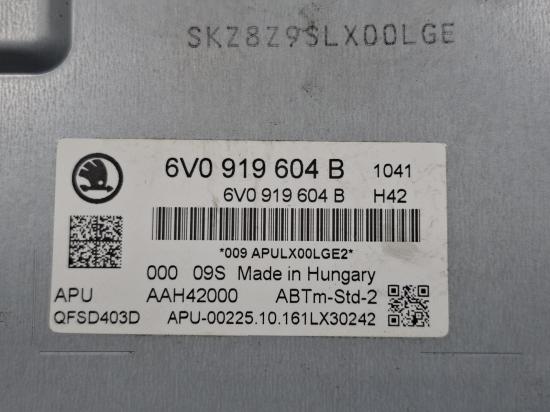 SKZ8Z9SLX00LGE
6V0 919 604 B 1041
6V0 919 604 B H42
*009 APULX00LGE2*
000 09S Made in Hungary
APU AAH42000 ABTm-Std-2
QFSD403D APU-00225.10.161LX30242